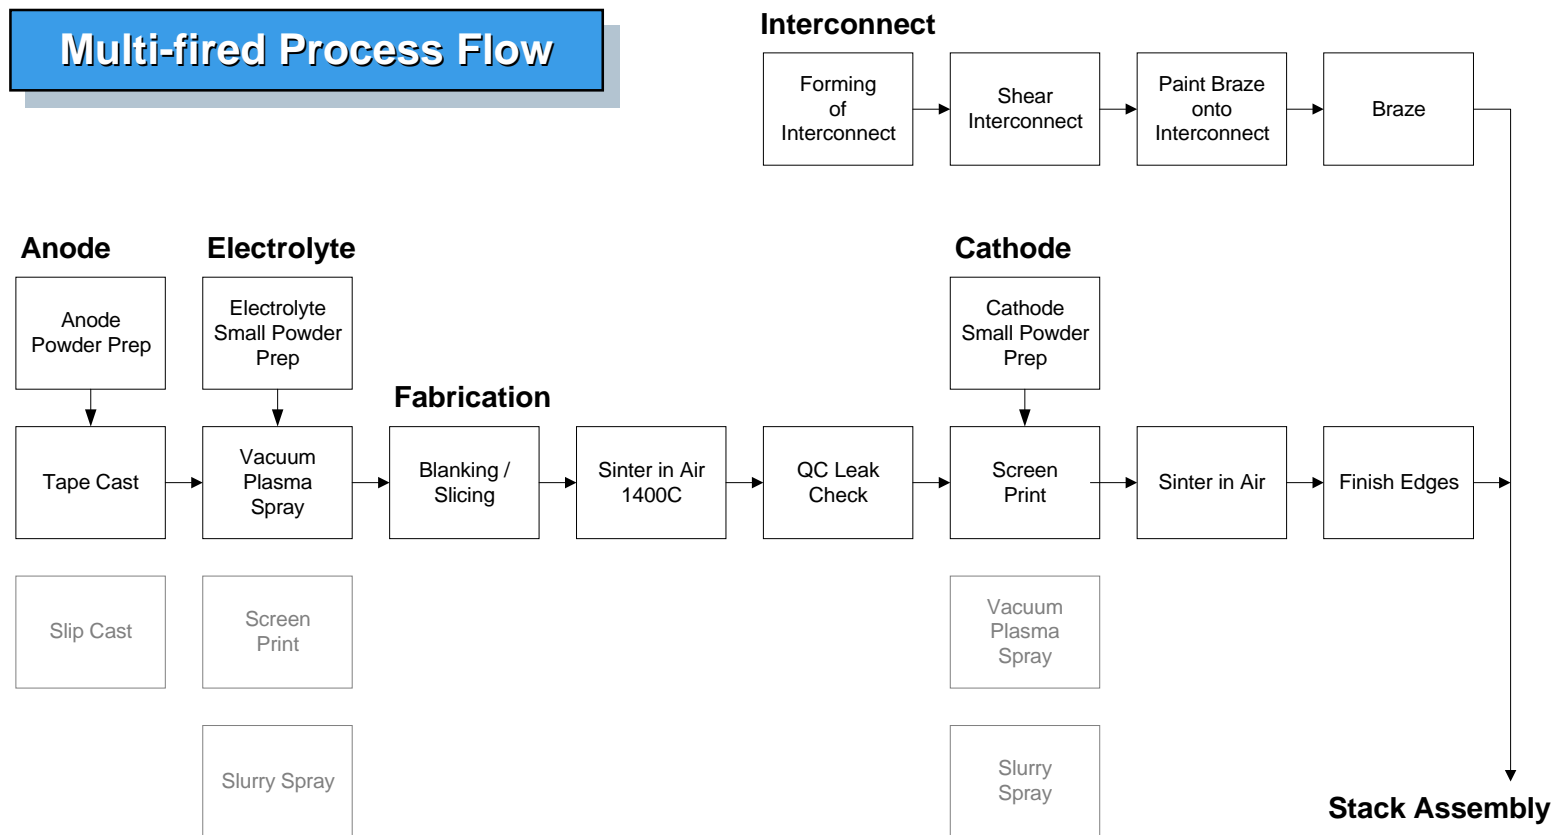 Multi-fired Process Flow
Interconnect
Forming
of
Interconnect
Shear
Interconnect
Paint Braze
onto
Interconnect
Braze
Anode
Electrolyte
Cathode
Anode
Powder Prep
Electrolyte
Small Powder
Prep
Cathode
Small Powder
Prep
Fabrication
Tape Cast
Vacuum
Plasma
Spray
Blanking /
Slicing
Sinter in Air
1400C
QC Leak
Check
Screen
Print
Sinter in Air
Finish Edges
Slip Cast
Screen
Print
Vacuum
Plasma
Spray
Slurry Spray
Slurry
Spray
Stack Assembly